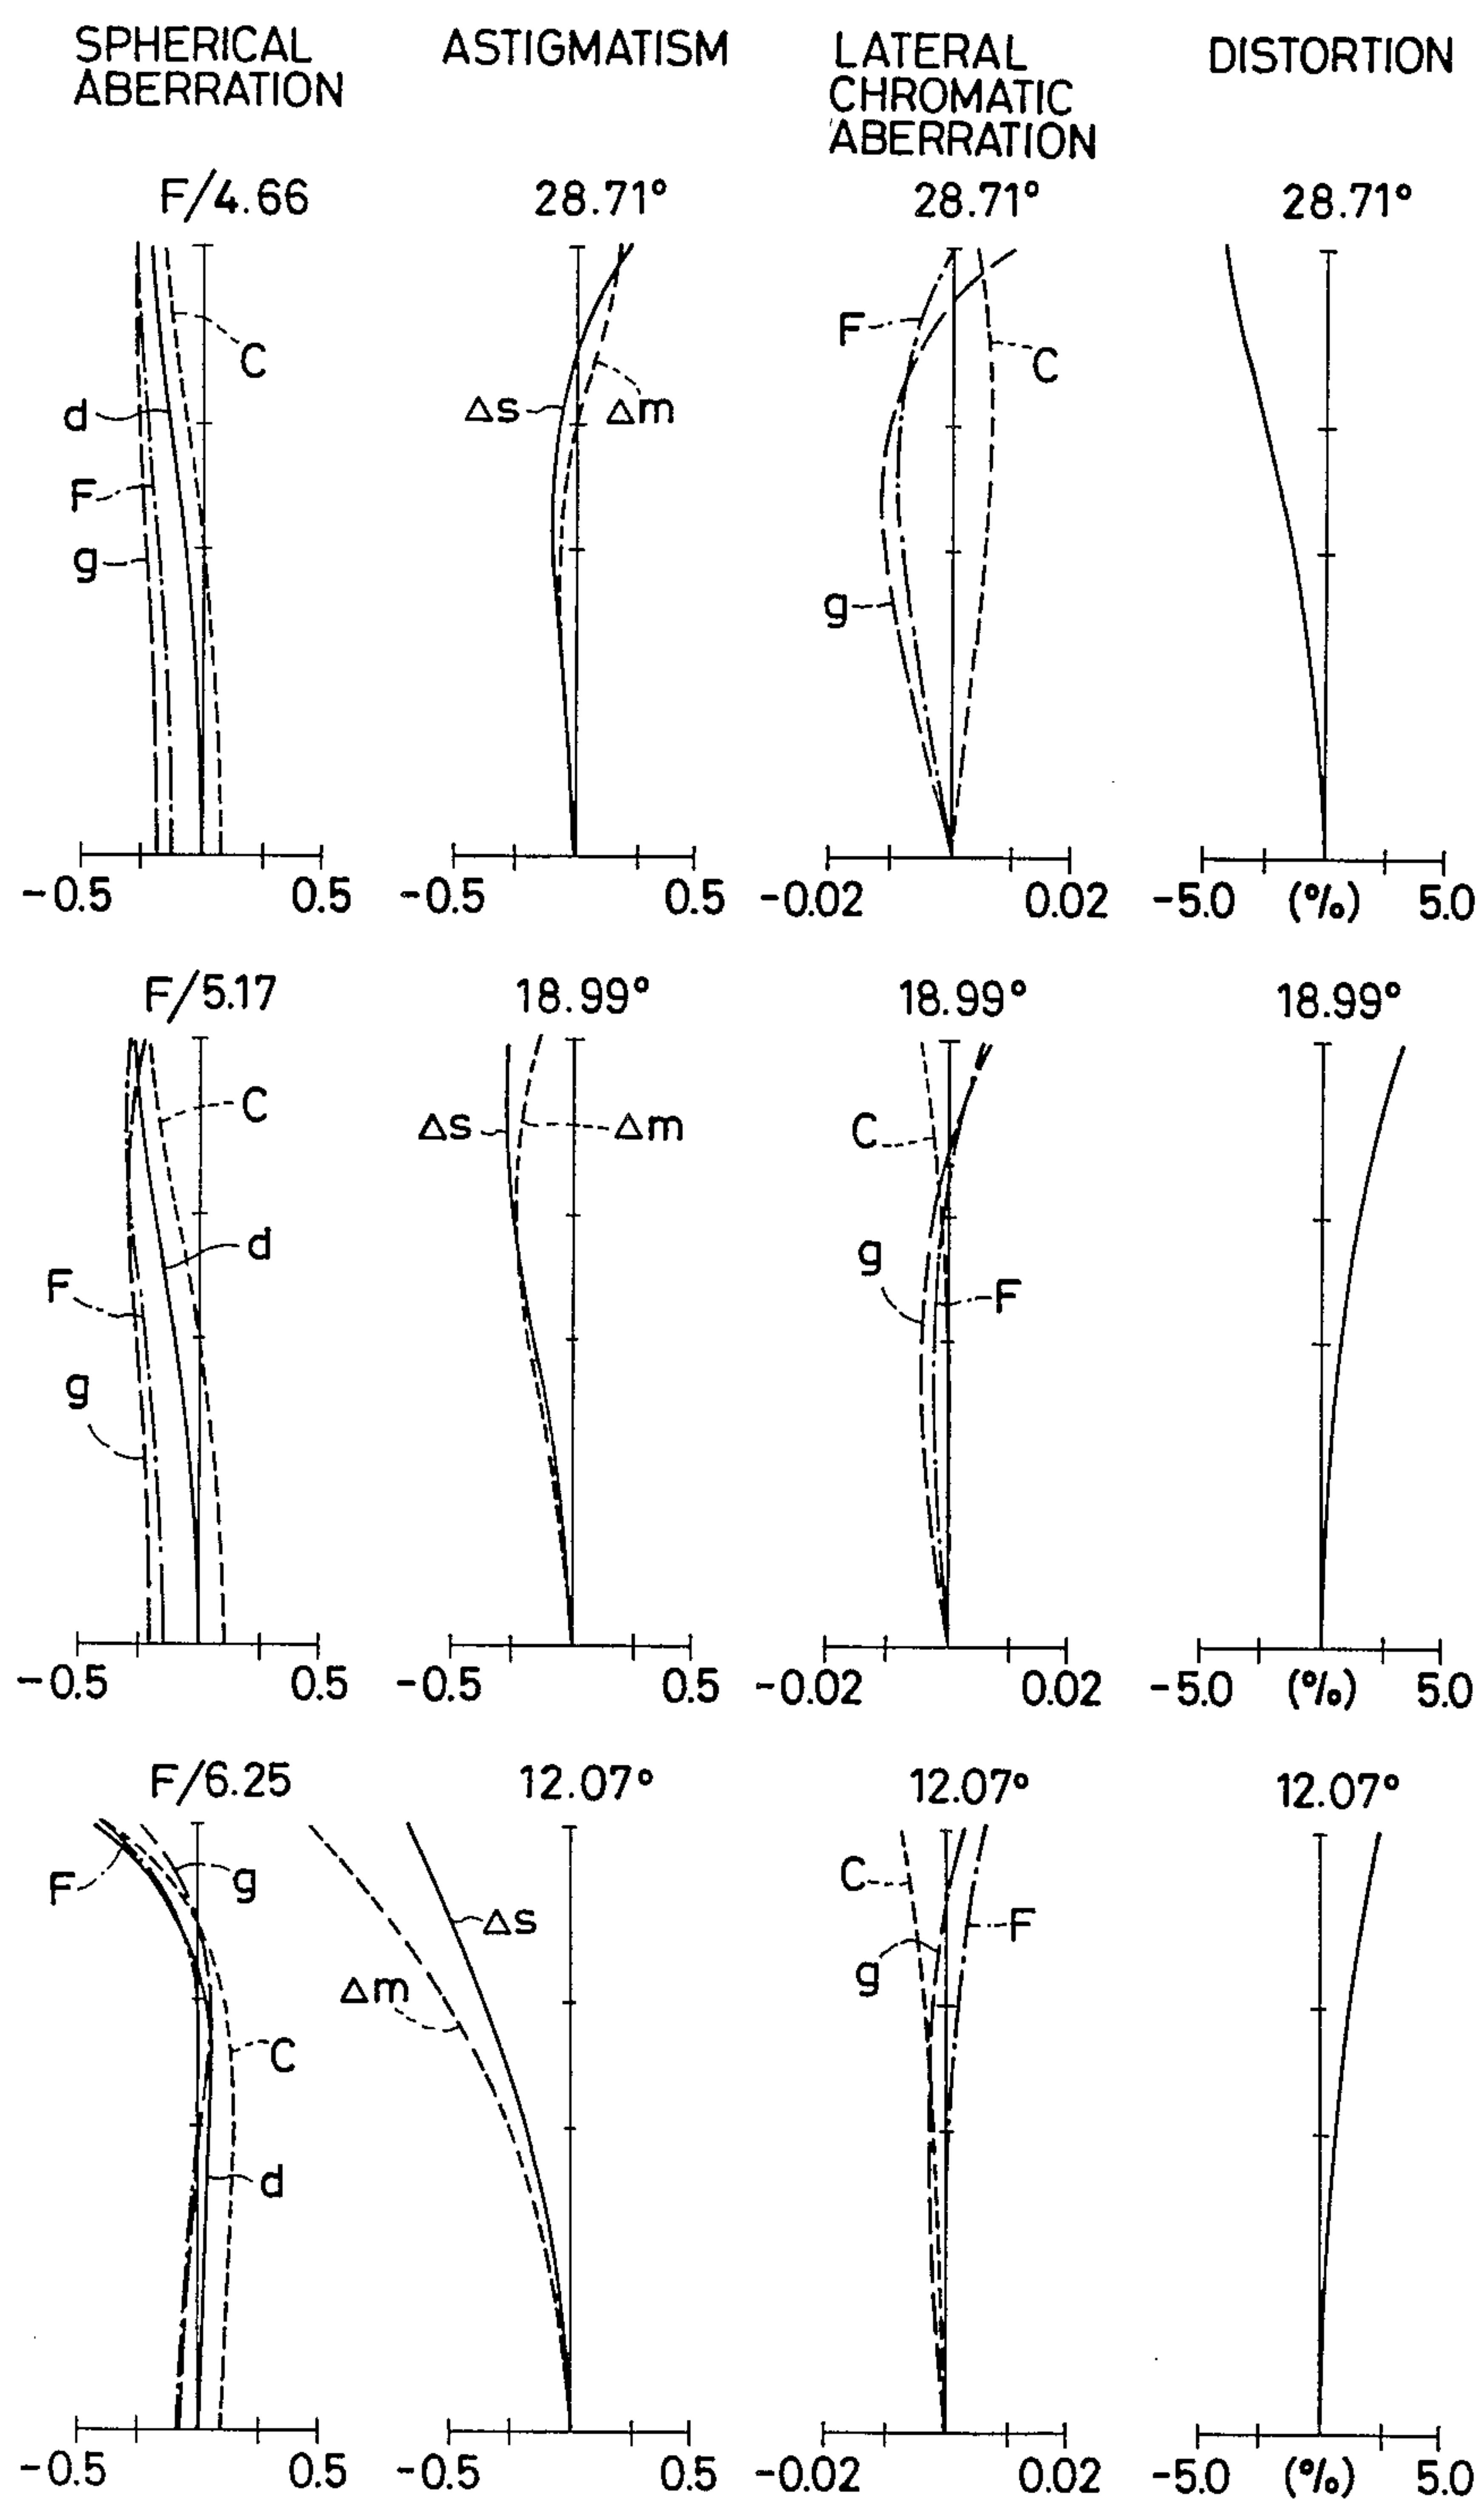 SPHERICAL
ABERRATION
ASTIGMATISM
LATERAL
CHROMATIC
ABERRATION
DISTORTION
F/4.66
28.71°
28.71°
28.71°
C
d
F
g
Δs
Δm
F
C
g
-0.5 0.5
-0.5 0.5
-0.02 0.02
-5.0 (%) 5.0
F/5.17
18.99°
18.99°
18.99°
C
d
F
g
Δs
Δm
C
g
F
-0.5 0.5
-0.5 0.5
-0.02 0.02
-5.0 (%) 5.0
F/6.25
12.07°
12.07°
12.07°
F
g
C
d
Δs
Δm
C
F
g
-0.5 0.5
-0.5 0.5
-0.02 0.02
-5.0 (%) 5.0